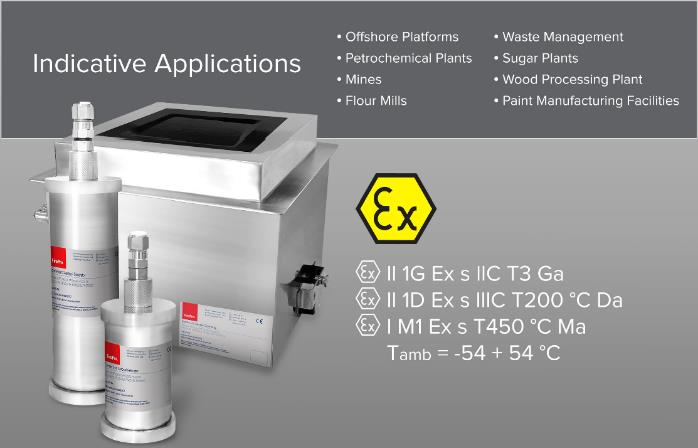 Indicative Applications
• Offshore Platforms
• Petrochemical Plants
• Mines
• Flour Mills
• Waste Management
• Sugar Plants
• Wood Processing Plant
• Paint Manufacturing Facilities
Ex
Ex II 1G Ex s IIC T3 Ga
Ex II 1D Ex s IIIC T200 °C Da
Ex I M1 Ex s T450 °C Ma
Tamb = -54 + 54 °C
CE